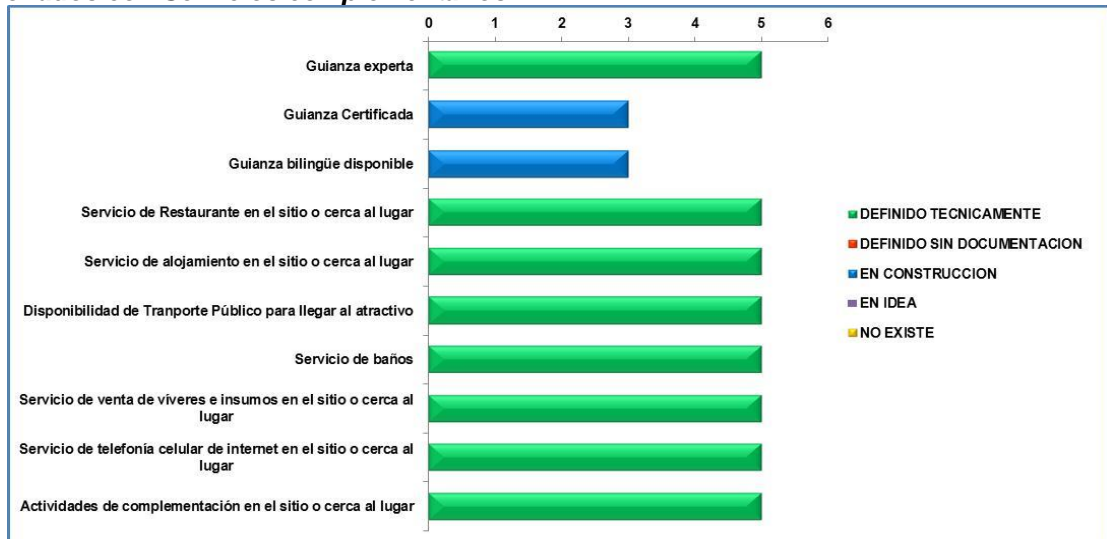 0 1 2 3 4 5 6
Guianza experta
Guianza Certificada
Guianza bilingüe disponible
Servicio de Restaurante en el sitio o cerca al lugar
Servicio de alojamiento en el sitio o cerca al lugar
Disponibilidad de Tranporte Público para llegar al atractivo
Servicio de baños
Servicio de venta de víveres e insumos en el sitio o cerca al
lugar
Servicio de telefonía celular de internet en el sitio o cerca al
lugar
Actividades de complementación en el sitio o cerca al lugar
DEFINIDO TECNICAMENTE
DEFINIDO SIN DOCUMENTACION
EN CONSTRUCCION
EN IDEA
NO EXISTE